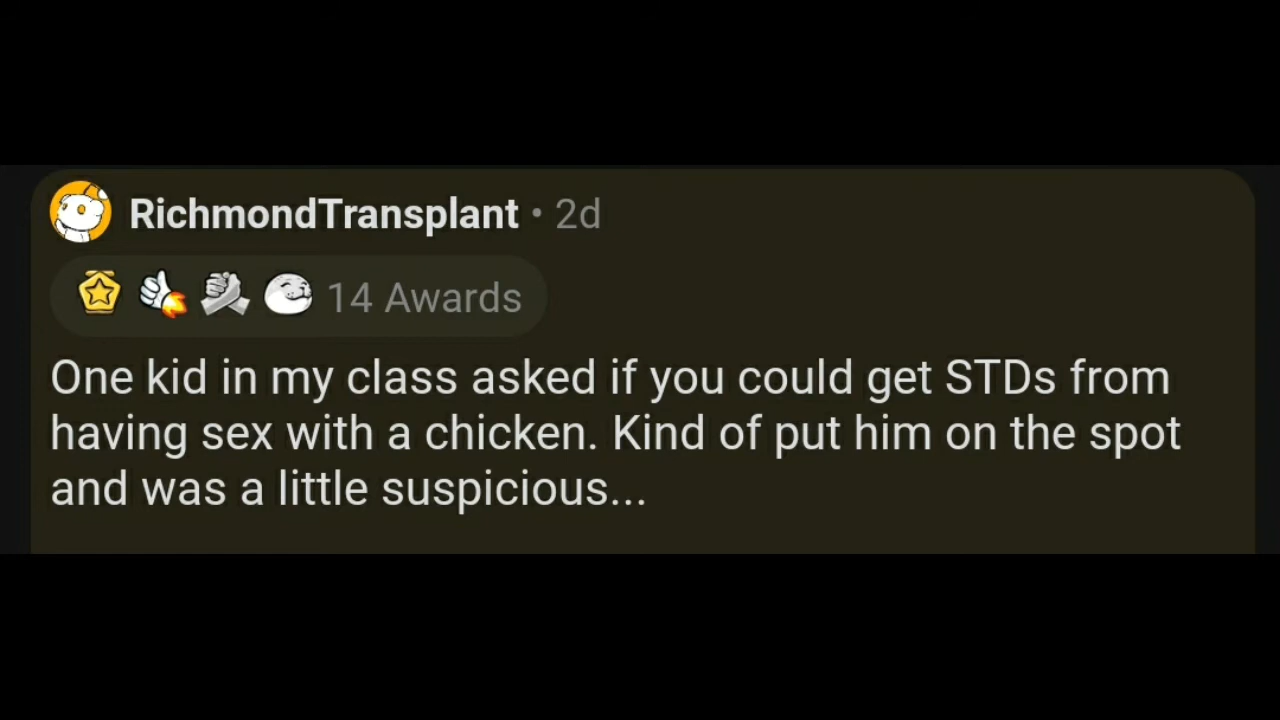 RichmondTransplant • 2d
14 Awards
One kid in my class asked if you could get STDs from
having sex with a chicken. Kind of put him on the spot
and was a little suspicious...